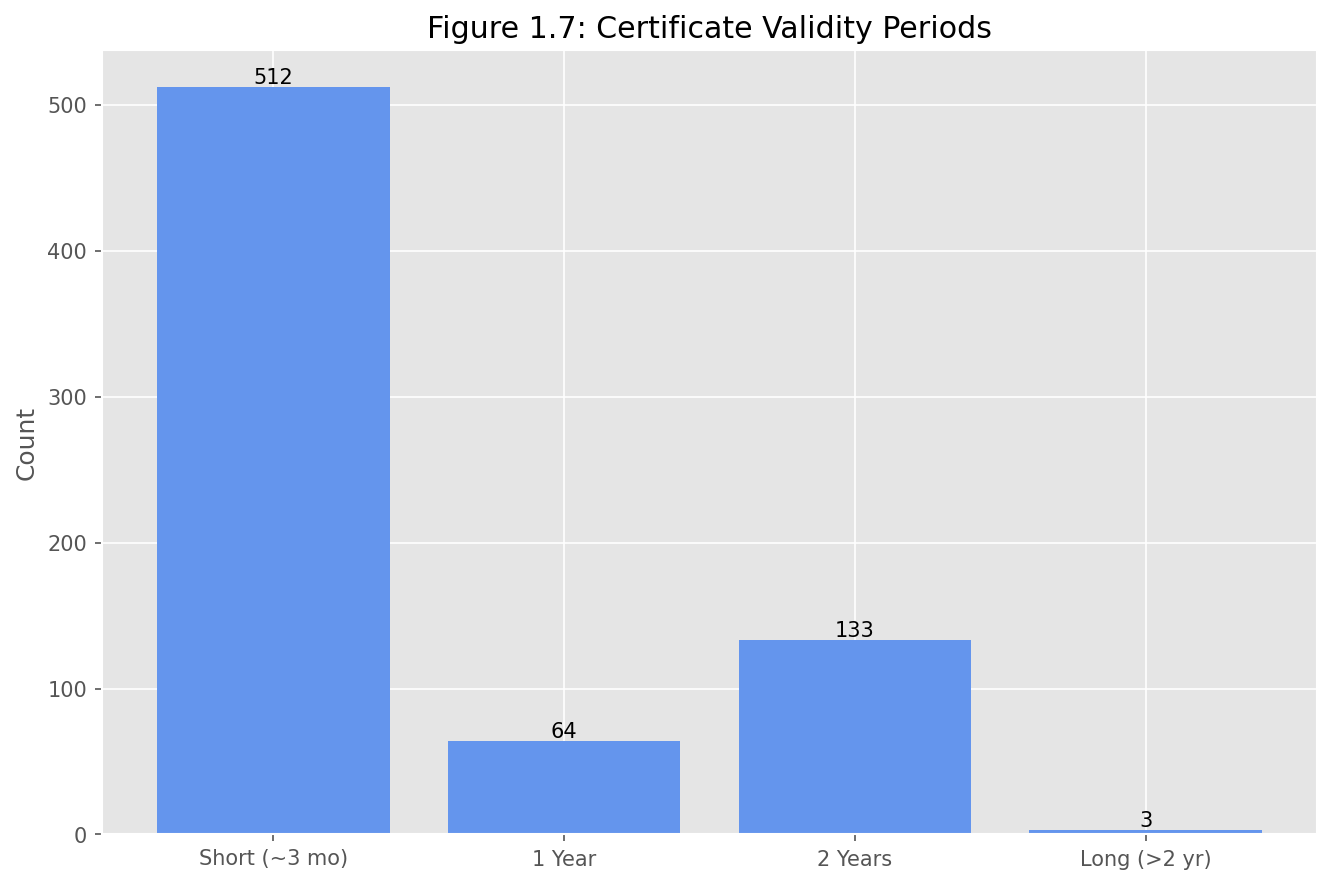 Figure 1.7: Certificate Validity Periods
Count
500
400
300
200
100
0
512
64
133
3
Short (~3 mo)
1 Year
2 Years
Long (>2 yr)